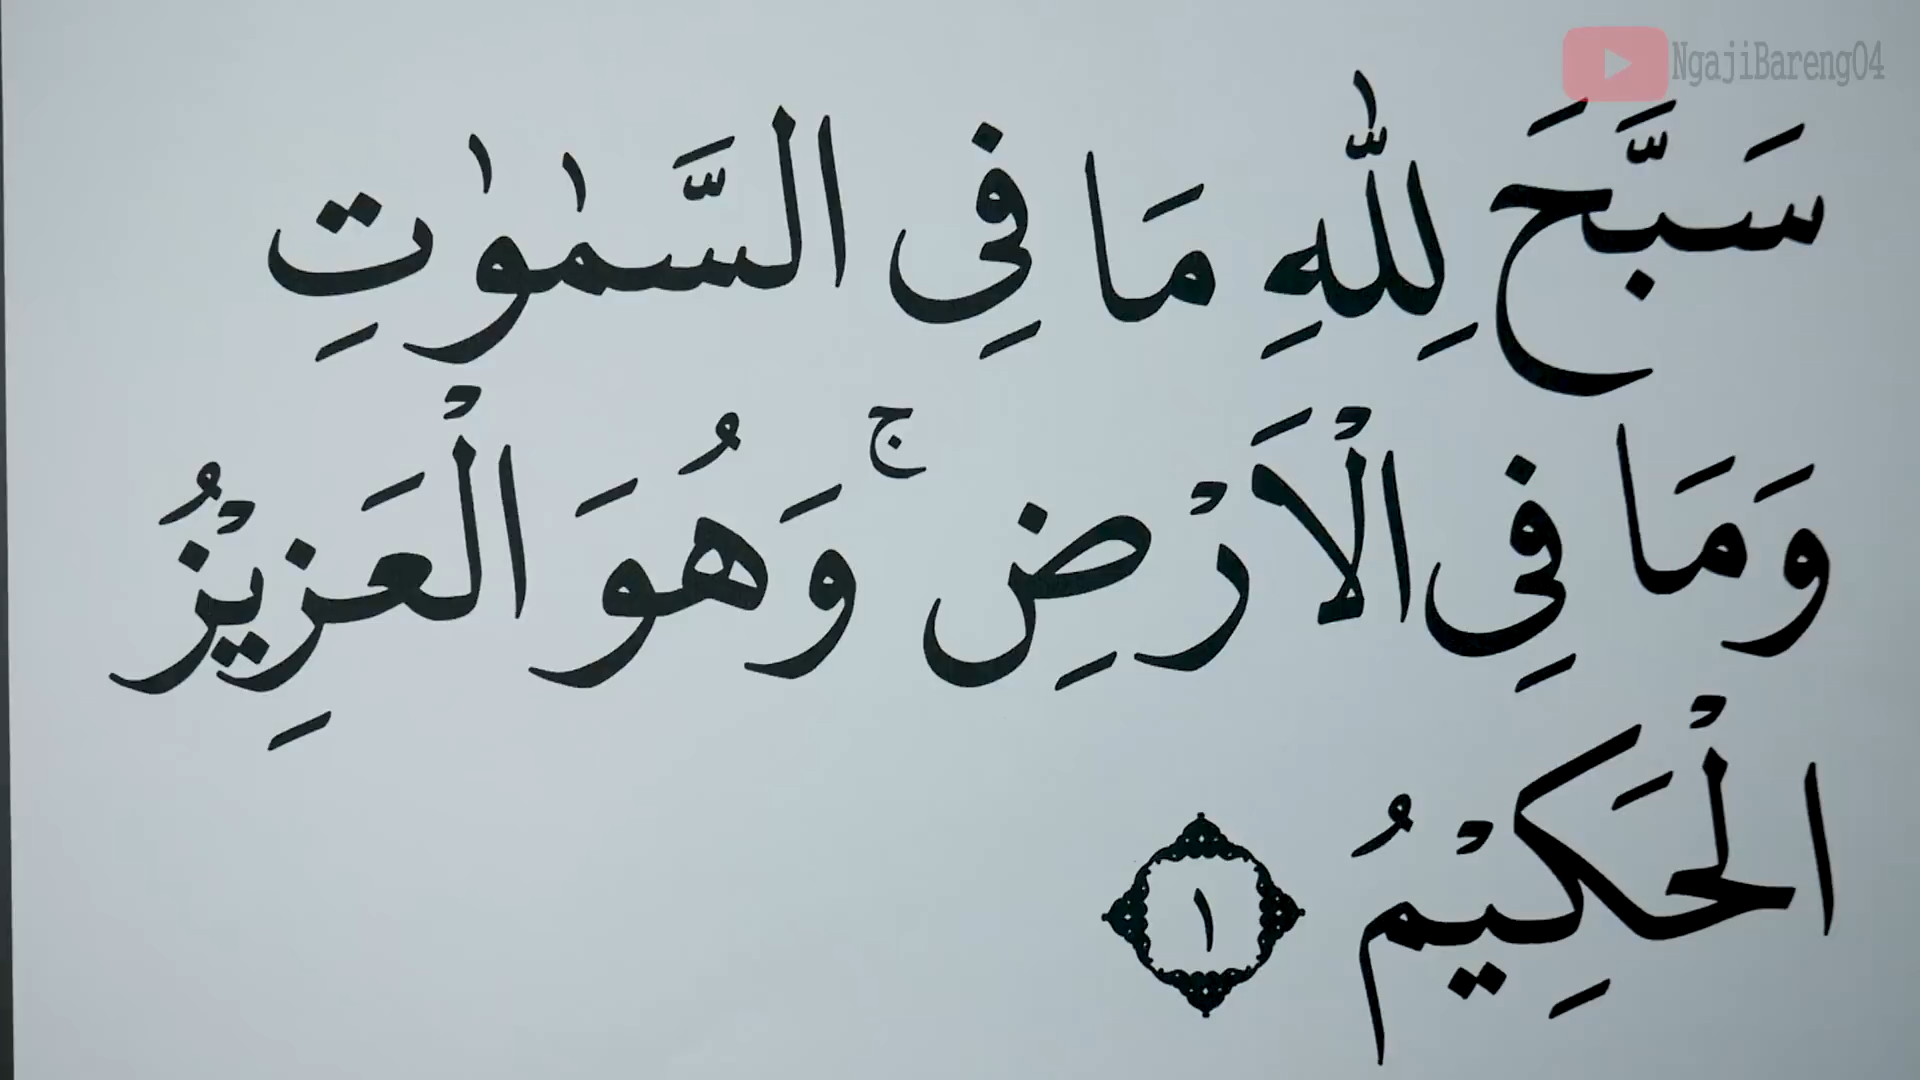 NgajiBareng04
سَبَّحَ لِلّٰهِ مَا فِى السَّمٰوٰتِ
وَمَا فِى الْاَرْضِۚ وَهُوَ الْعَزِيْزُ
الْحَكِيْمُ ١